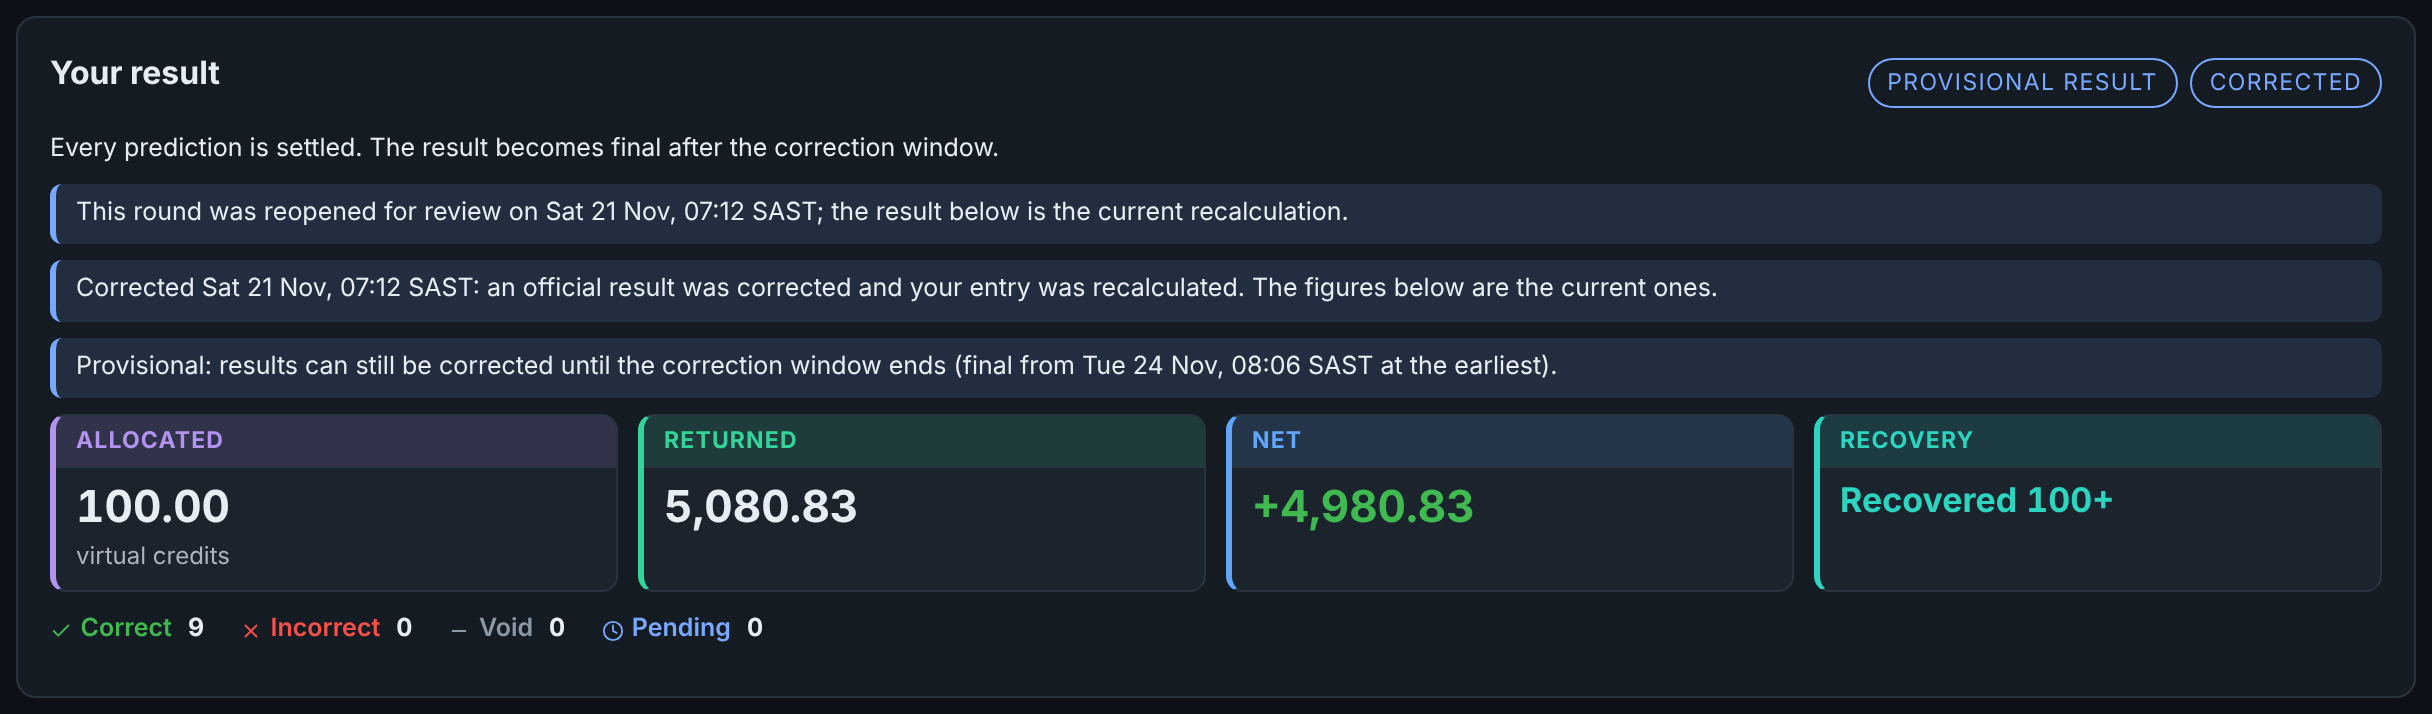 Your result
PROVISIONAL RESULT
CORRECTED
Every prediction is settled. The result becomes final after the correction window.
This round was reopened for review on Sat 21 Nov, 07:12 SAST; the result below is the current recalculation.
Corrected Sat 21 Nov, 07:12 SAST: an official result was corrected and your entry was recalculated. The figures below are the current ones.
Provisional: results can still be corrected until the correction window ends (final from Tue 24 Nov, 08:06 SAST at the earliest).
ALLOCATED
100.00
virtual credits
RETURNED
5,080.83
NET
+4,980.83
RECOVERY
Recovered 100+
Correct 9
Incorrect 0
Void 0
Pending 0